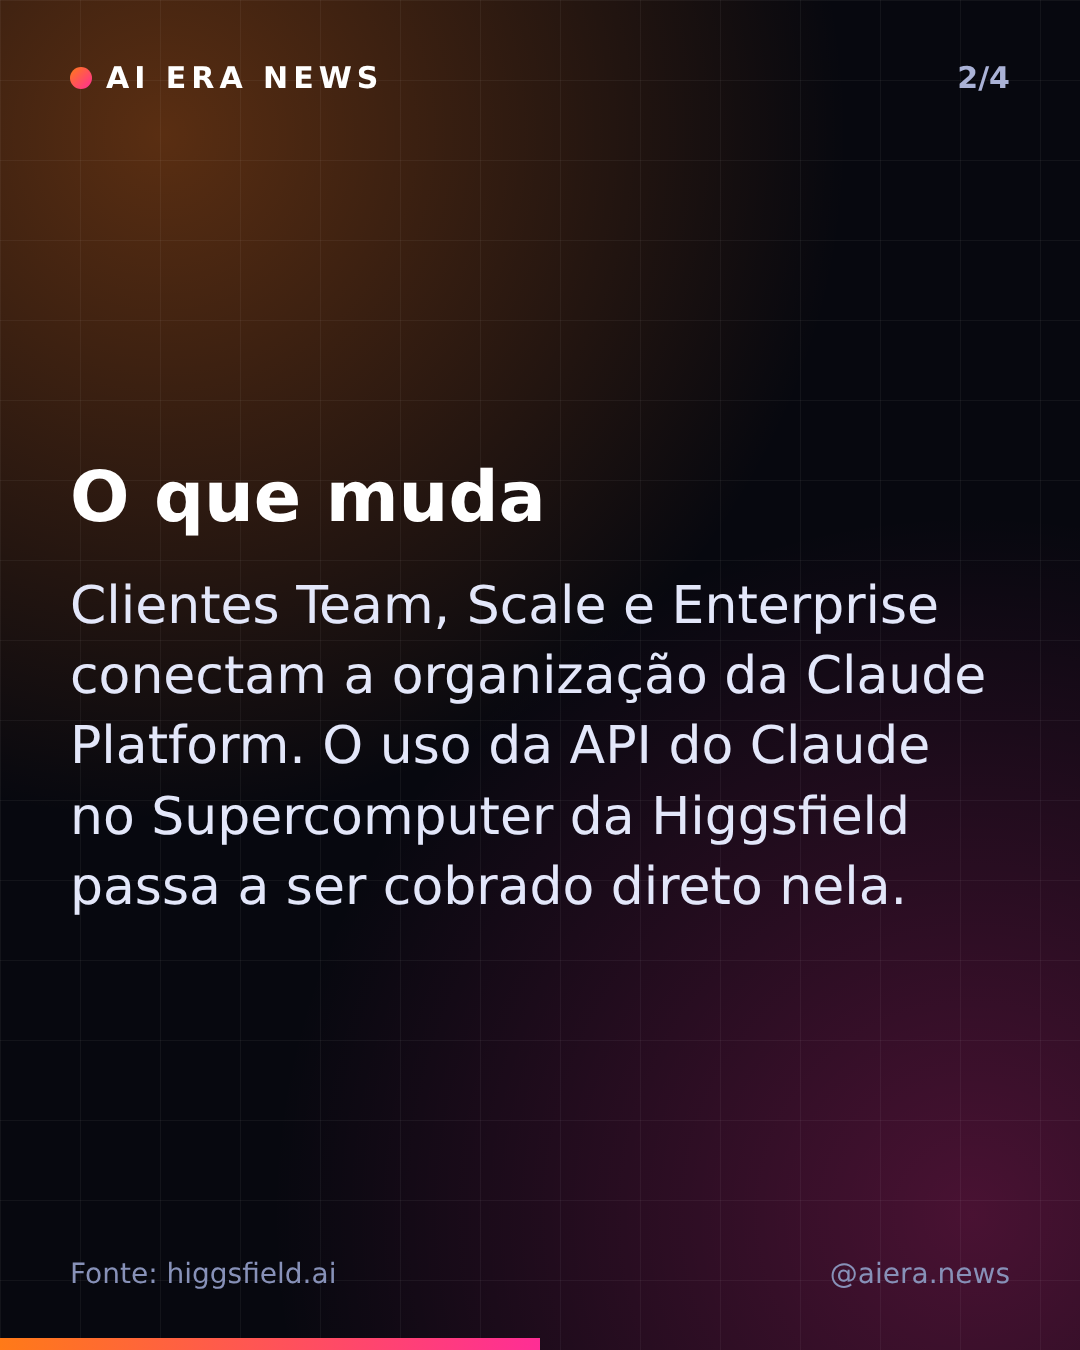 AI ERA NEWS
2/4
O que muda
Clientes Team, Scale e Enterprise
conectam a organização da Claude
Platform. O uso da API do Claude
no Supercomputer da Higgsfield
passa a ser cobrado direto nela.
Fonte: higgsfield.ai
@aiera.news